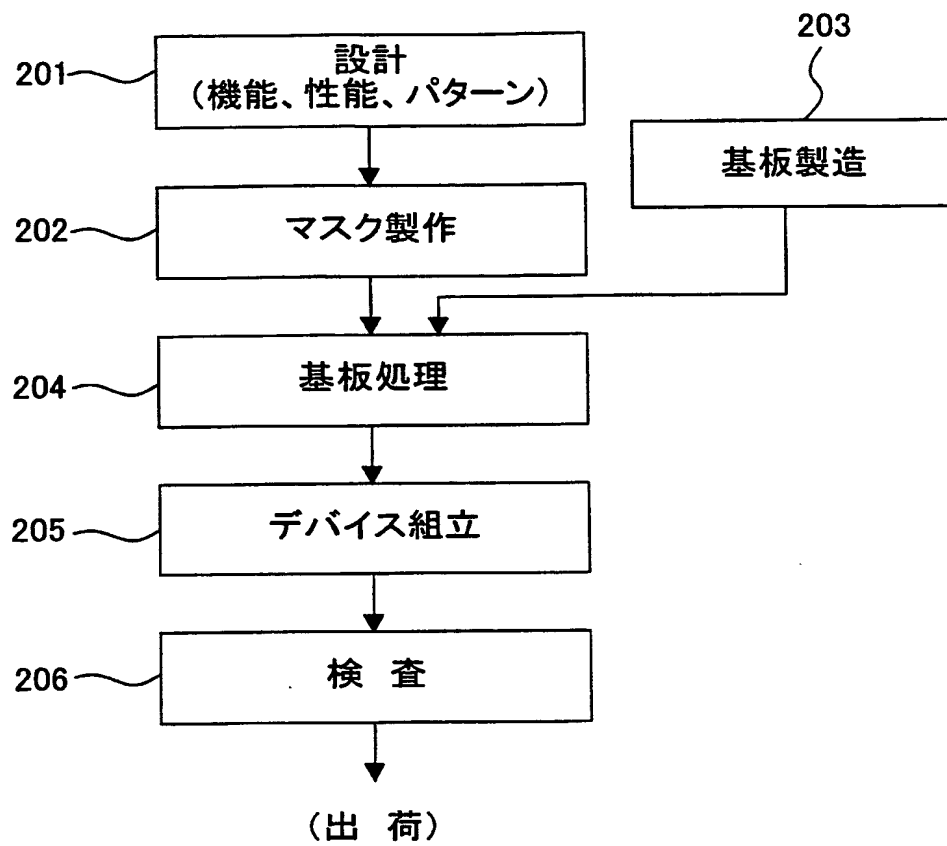 203
201
設計
(機能、性能、パターン)
基板製造
202
マスク製作
204
基板処理
205
デバイス組立
206
検 査
(出 荷)